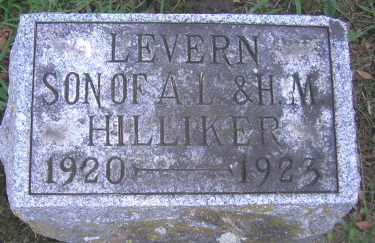 LEVERN
SON OF A. L. & H. M.
HILLIKER
1920 — 1923